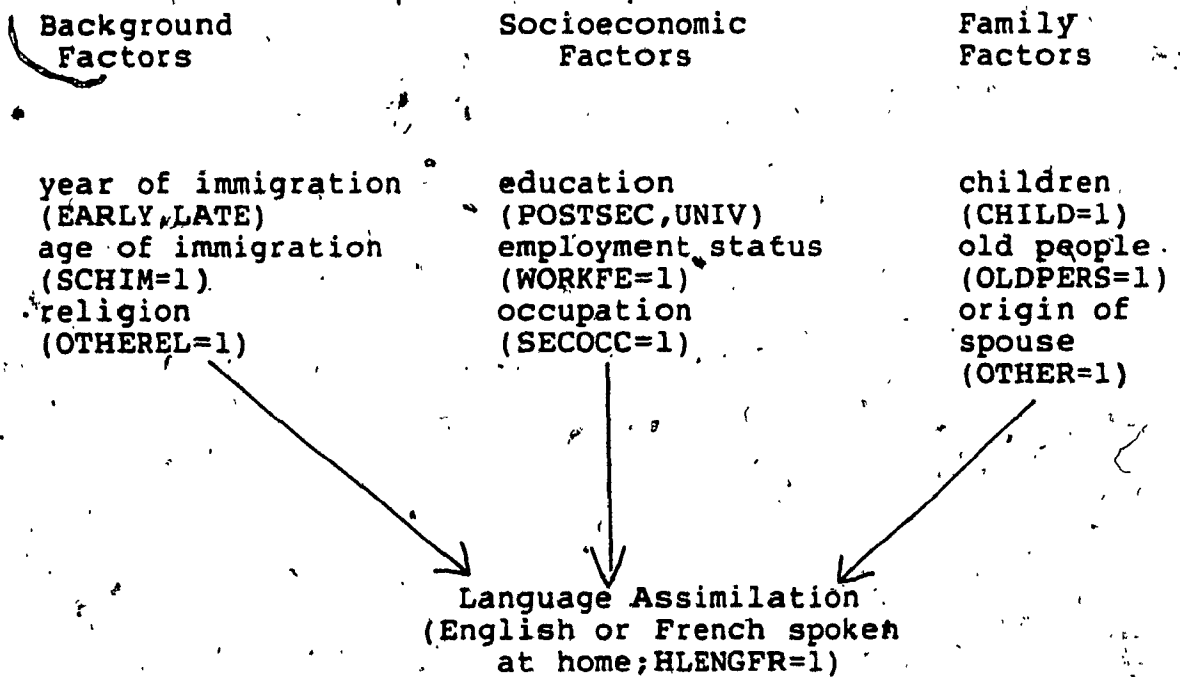 Background
Factors
year of immigration
(EARLY,LATE)
age of immigration
(SCHIM=1)
religion
(OTHEREL=1)
Socioeconomic
Factors
education
(POSTSEC,UNIV)
employment status
(WORKFE=1)
occupation
(SECOCC=1)
Family
Factors
children
(CHILD=1)
old people
(OLDPERS=1)
origin of
spouse
(OTHER=1)
Language Assimilation
(English or French spoken
at home;HLENGFR=1)